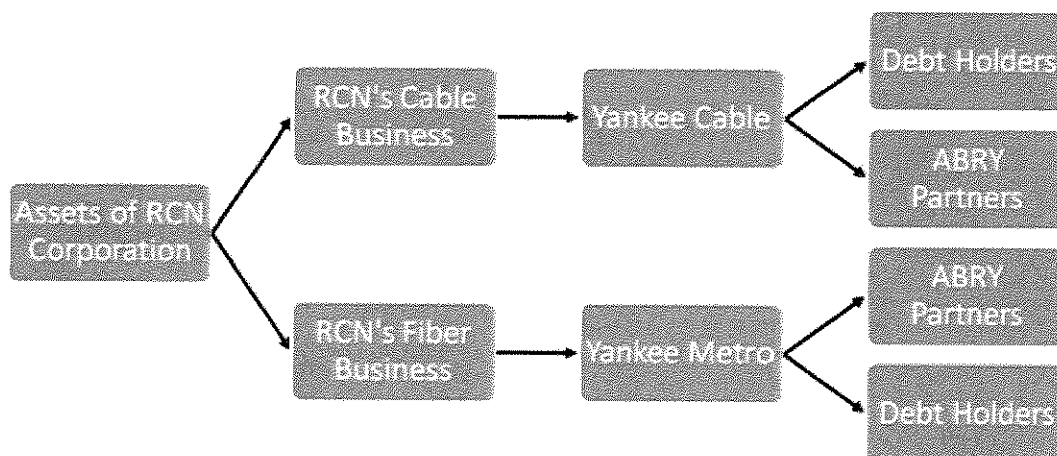 Debt Holders
RCN's Cable
Business
Yankee Cable
ABRY
Partners
Assets of RCN
Corporation
ABRY
Partners
RCN's Fiber
Business
Yankee Metro
Debt Holders